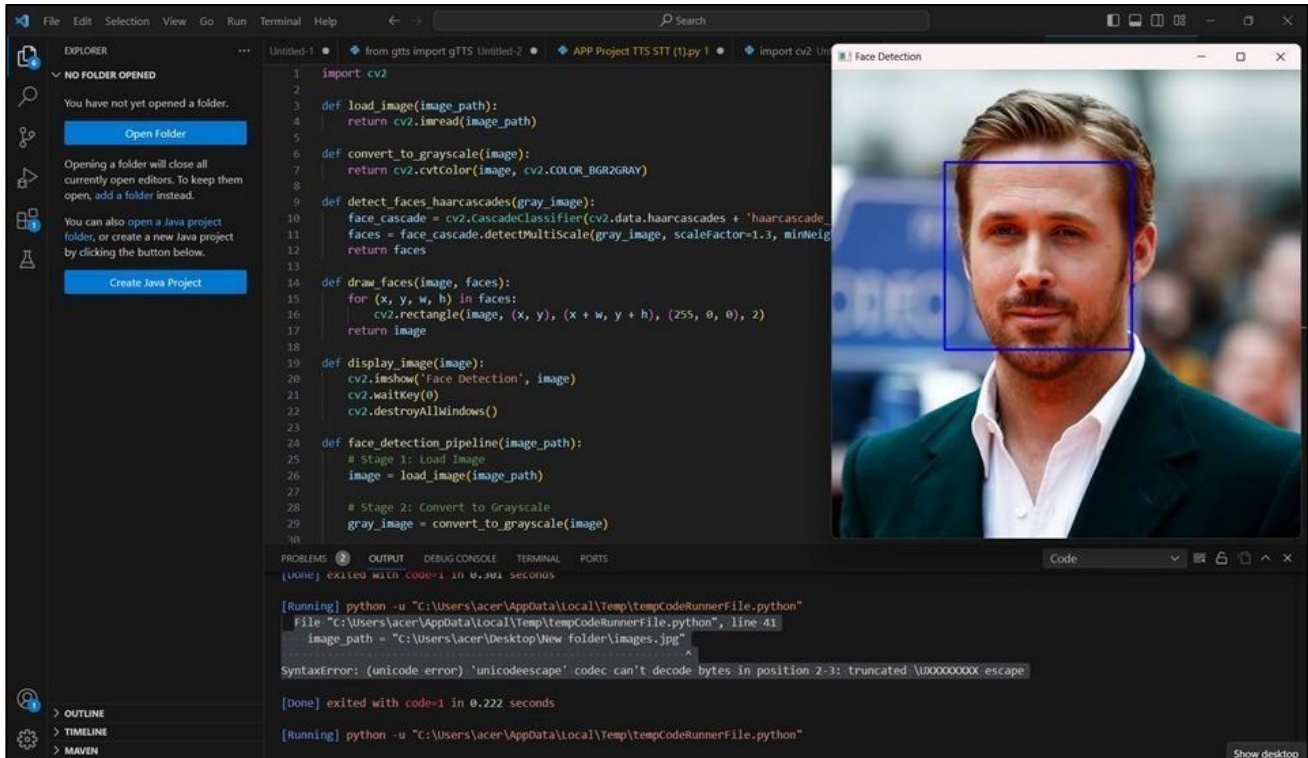 File Edit Selection View Go Run Terminal Help
Search
EXPLORER
Untitled-1
from gtts import gTTS Untitled-2
APP Project TTS STT (1).py 1
import cv2
NO FOLDER OPENED
You have not yet opened a folder.
Open Folder
Opening a folder will close all
currently open editors. To keep them
open, add a folder instead.
You can also open a Java project
folder, or create a new Java project
by clicking the button below.
Create Java Project
1 import cv2
2
3 def load_image(image_path):
4 return cv2.imread(image_path)
5
6 def convert_to_grayscale(image):
7 return cv2.cvtColor(image, cv2.COLOR_BGR2GRAY)
8
9 def detect_faces_haarcascades(gray_image):
10 face_cascade = cv2.CascadeClassifier(cv2.data.haarcascades + 'haarcascade_
11 faces = face_cascade.detectMultiScale(gray_image, scaleFactor=1.3, minNeig
12 return faces
13
14 def draw_faces(image, faces):
15 for (x, y, w, h) in faces:
16 cv2.rectangle(image, (x, y), (x + w, y + h), (255, 0, 0), 2)
17 return image
18
19 def display_image(image):
20 cv2.imshow('Face Detection', image)
21 cv2.waitKey(0)
22 cv2.destroyAllWindows()
23
24 def face_detection_pipeline(image_path):
25 # Stage 1: Load Image
26 image = load_image(image_path)
27
28 # Stage 2: Convert to Grayscale
29 gray_image = convert_to_grayscale(image)
30
Face Detection
PROBLEMS 2 OUTPUT DEBUG CONSOLE TERMINAL PORTS
Code
[Done] exited with code=1 in 0.301 seconds
[Running] python -u "C:\Users\acer\AppData\Local\Temp\tempCodeRunnerFile.python"
File "C:\Users\acer\AppData\Local\Temp\tempCodeRunnerFile.python", line 41
image_path = "C:\Users\acer\Desktop\New folder\images.jpg"
^
SyntaxError: (unicode error) 'unicodeescape' codec can't decode bytes in position 2-3: truncated \UXXXXXXXX escape
[Done] exited with code=1 in 0.222 seconds
[Running] python -u "C:\Users\acer\AppData\Local\Temp\tempCodeRunnerFile.python"
OUTLINE
TIMELINE
MAVEN
Show desktop